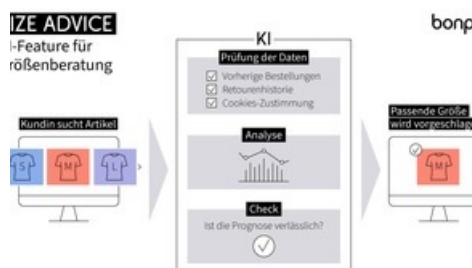 IZE ADVICE
I-Feature für
rößenberatung
bonp
KI
Prüfung der Daten
Vorherige Bestellungen
Retourenhistorie
Cookies-Zustimmung
Kundin sucht Artikel
S
M
L
Analyse
Check
Ist die Prognose verlässlich?
Passende Größe
wird vorgeschlage
M